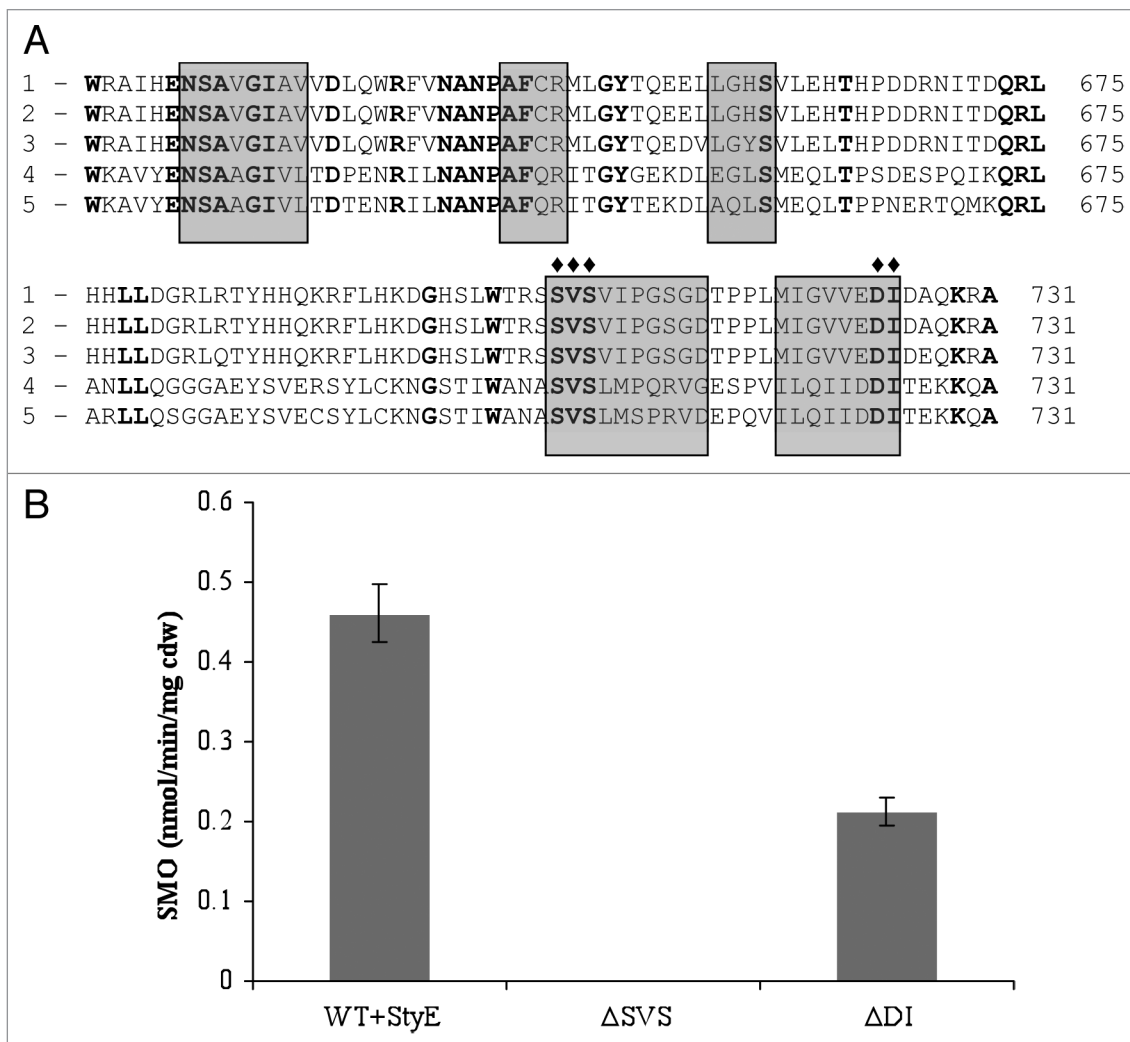 A
1 - WRAIHENSAVGIAVVDLQWRFVNANPAFCRMLGYTQEELLGHSVLEHTHPDDRNITDQRL 675
2 - WRAIHENSAVGIAVVDLQWRFVNANPAFCRMLGYTQEELLGHSVLEHTHPDDRNITDQRL 675
3 - WRAIHENSAVGIAVVDLQWRFVNANPAFCRMLGYTQEDVLGYSVLELTHPDDRNITDQRL 675
4 - WKAVYENSAAGIVLTDPENRILNANPAFQRITGYGEKDLEGLSMEQLTPSDESPQIKQRL 675
5 - WKAVYENSAAGIVLTDTENRILNANPAFQRITGYTEKDLAQLSMEQLTPPNERTQMKQRL 675
♦♦♦ ♦♦
1 - HHLLDGRLRTYHHQKRFLHKDGHSLWTRSSVSVIPGSGDTPPLMIGVVEDIDAQKRA 731
2 - HHLLDGRLRTYHHQKRFLHKDGHSLWTRSSVSVIPGSGDTPPLMIGVVEDIDAQKRA 731
3 - HHLLDGRLQTYHHQKRFLHKDGHSLWTRSSVSVIPGSGDTPPLMIGVVEDIDEQKRA 731
4 - ANLLQGGGAEYSVERSYLCKNGSTIWANASVSLMPQRVGESPVILQIIDDITEKKQA 731
5 - ARLLQSGGAEYSVECSYLCKNGSTIWANASVSLMSPRVDEPQVILQIIDDITEKKQA 731
B
SMO (nmol/min/mg cdw)
0.6
0.5
0.4
0.3
0.2
0.1
0
WT+StyE ΔSVS ΔDI